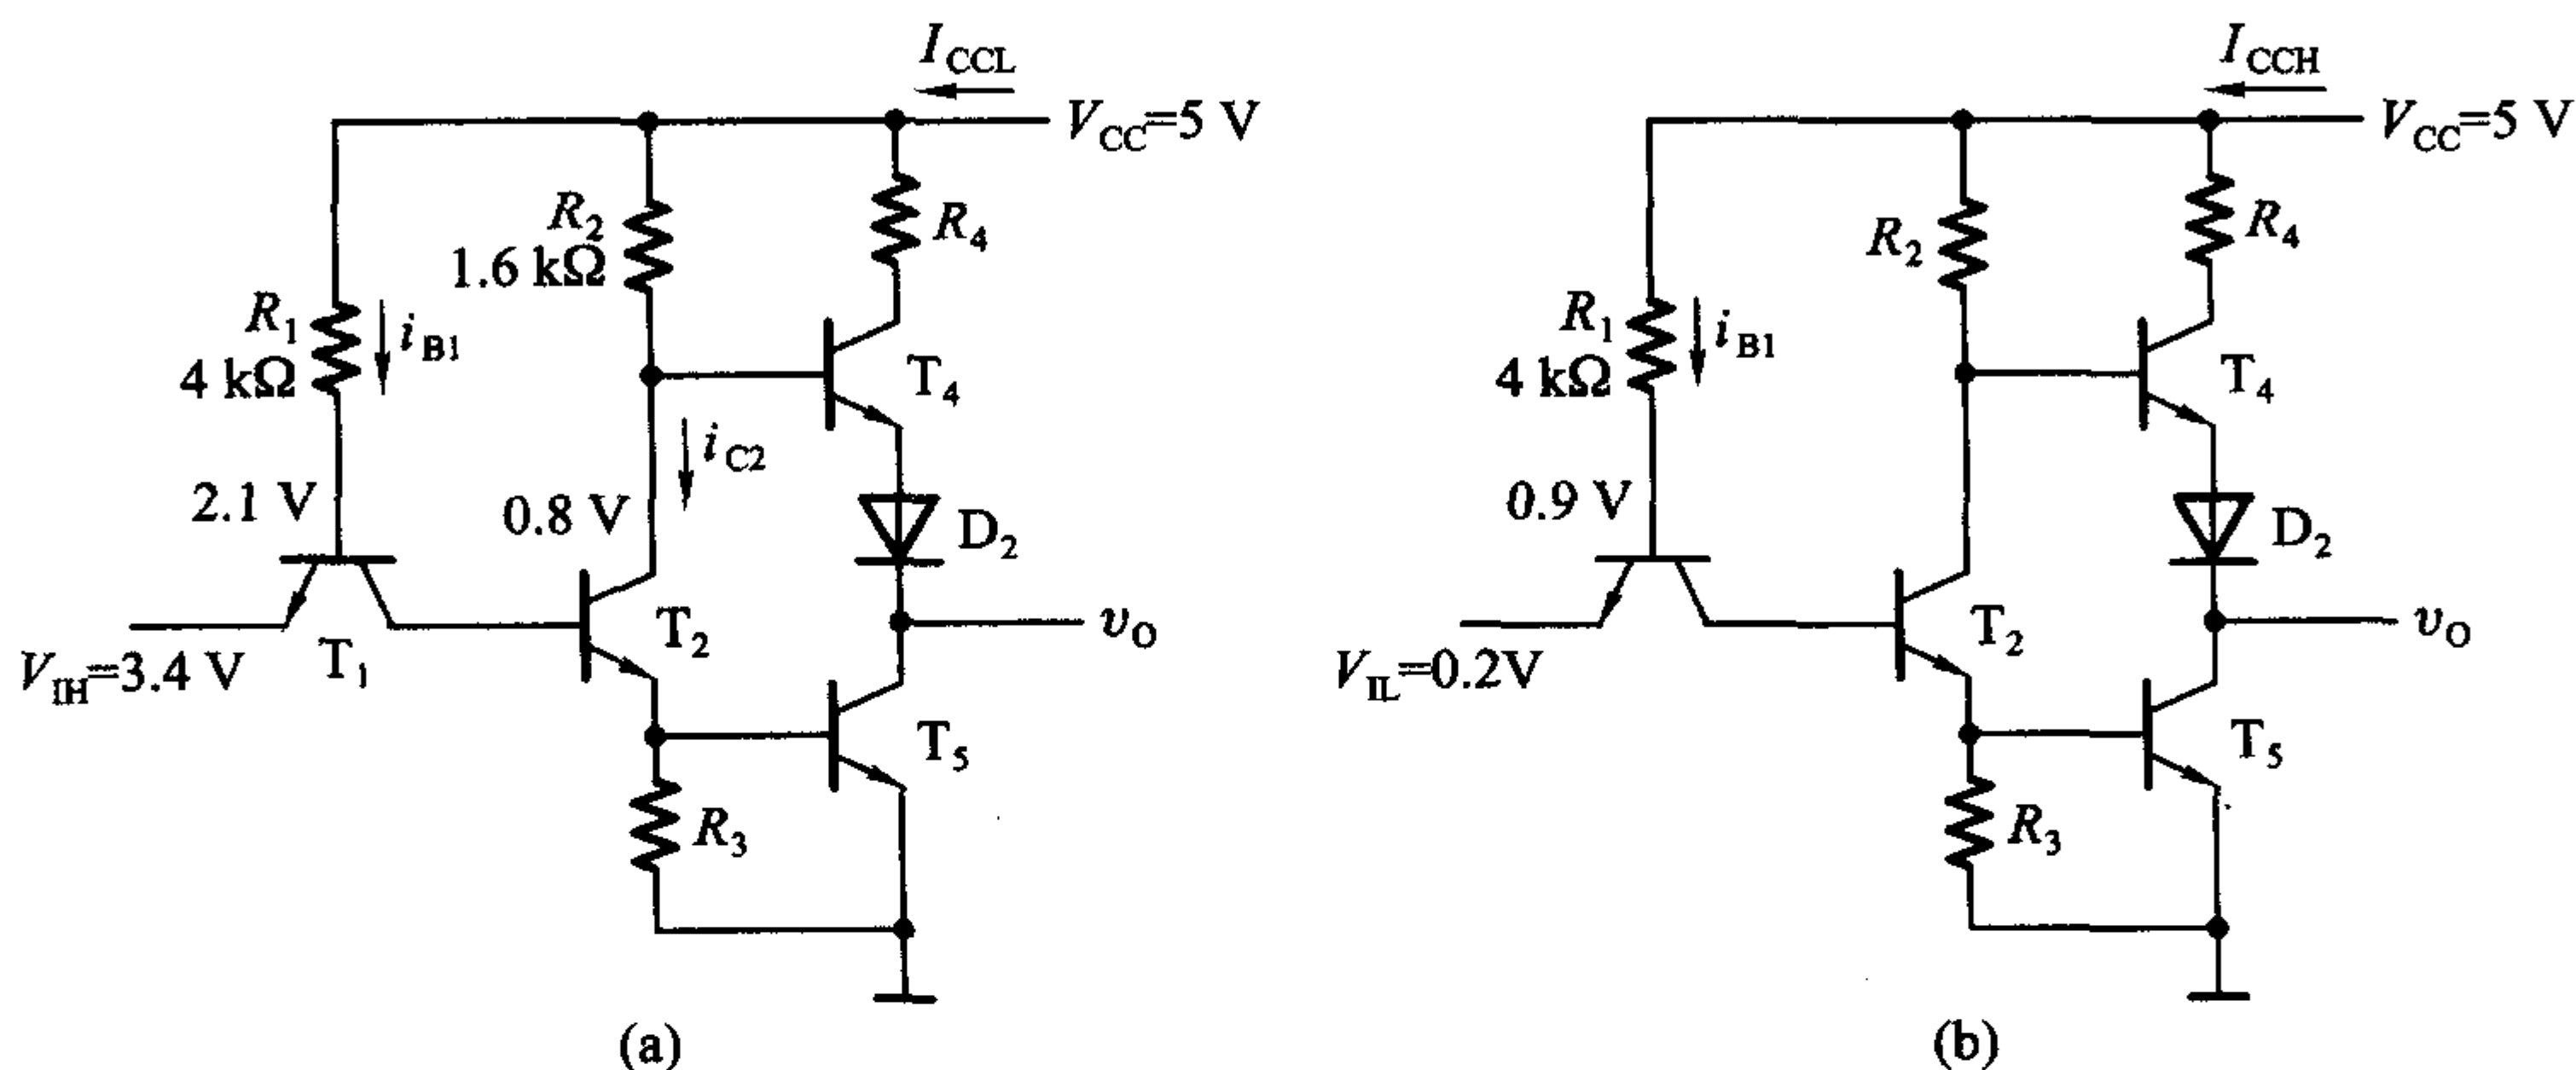 I_CCL
V_CC=5 V
R_2
1.6 kΩ
R_4
R_1
4 kΩ
i_B1
T_4
i_C2
2.1 V
0.8 V
D_2
V_IH=3.4 V
T_1
T_2
v_O
T_5
R_3
(a)
I_CCH
V_CC=5 V
R_2
R_4
R_1
4 kΩ
i_B1
T_4
0.9 V
D_2
V_IL=0.2V
T_2
v_O
T_5
R_3
(b)